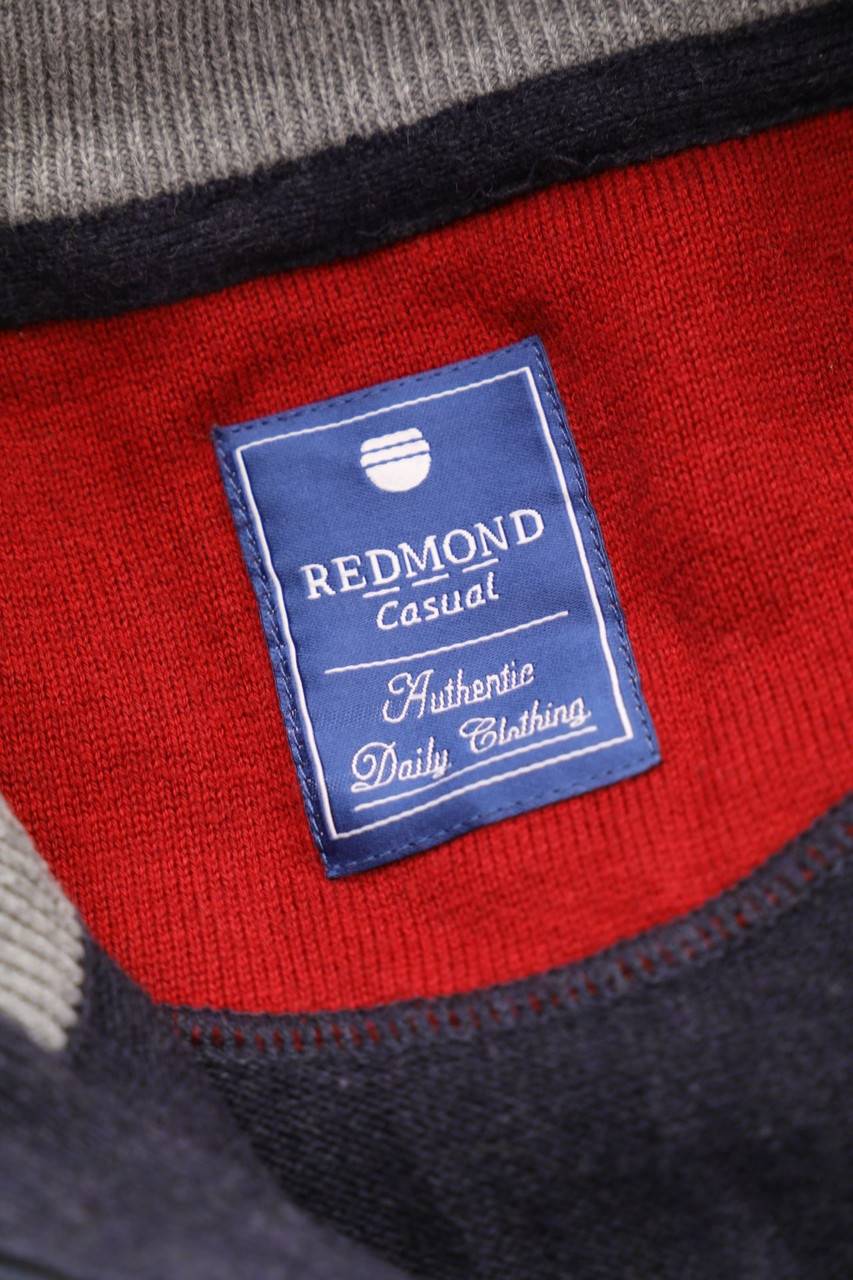 REDMOND
Casual
Authentic
Daily Clothing